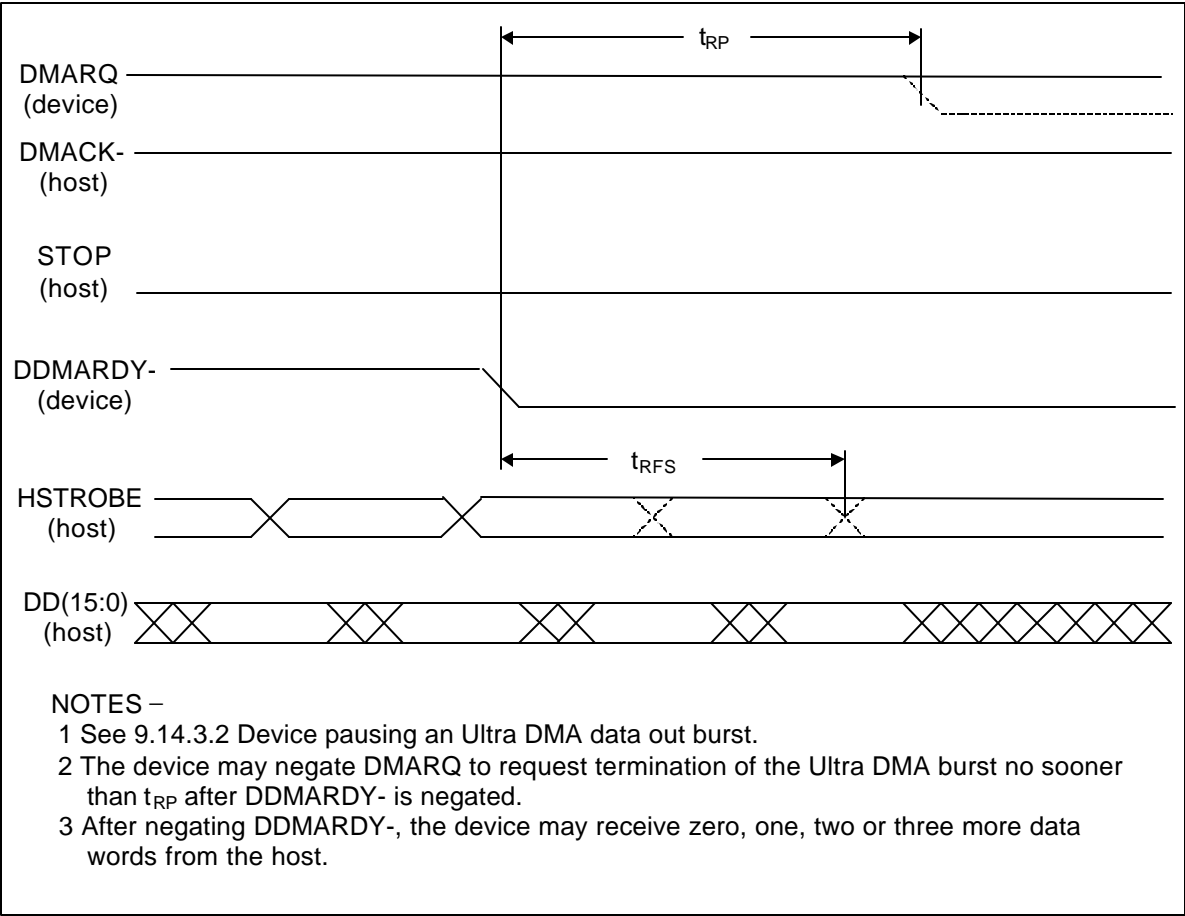 t_RP
DMARQ
(device)
DMACK-
(host)
STOP
(host)
DDMARDY-
(device)
t_RFS
HSTROBE
(host)
DD(15:0)
(host)
NOTES –
1 See 9.14.3.2 Device pausing an Ultra DMA data out burst.
2 The device may negate DMARQ to request termination of the Ultra DMA burst no sooner
than t_RP after DDMARDY- is negated.
3 After negating DDMARDY-, the device may receive zero, one, two or three more data
words from the host.